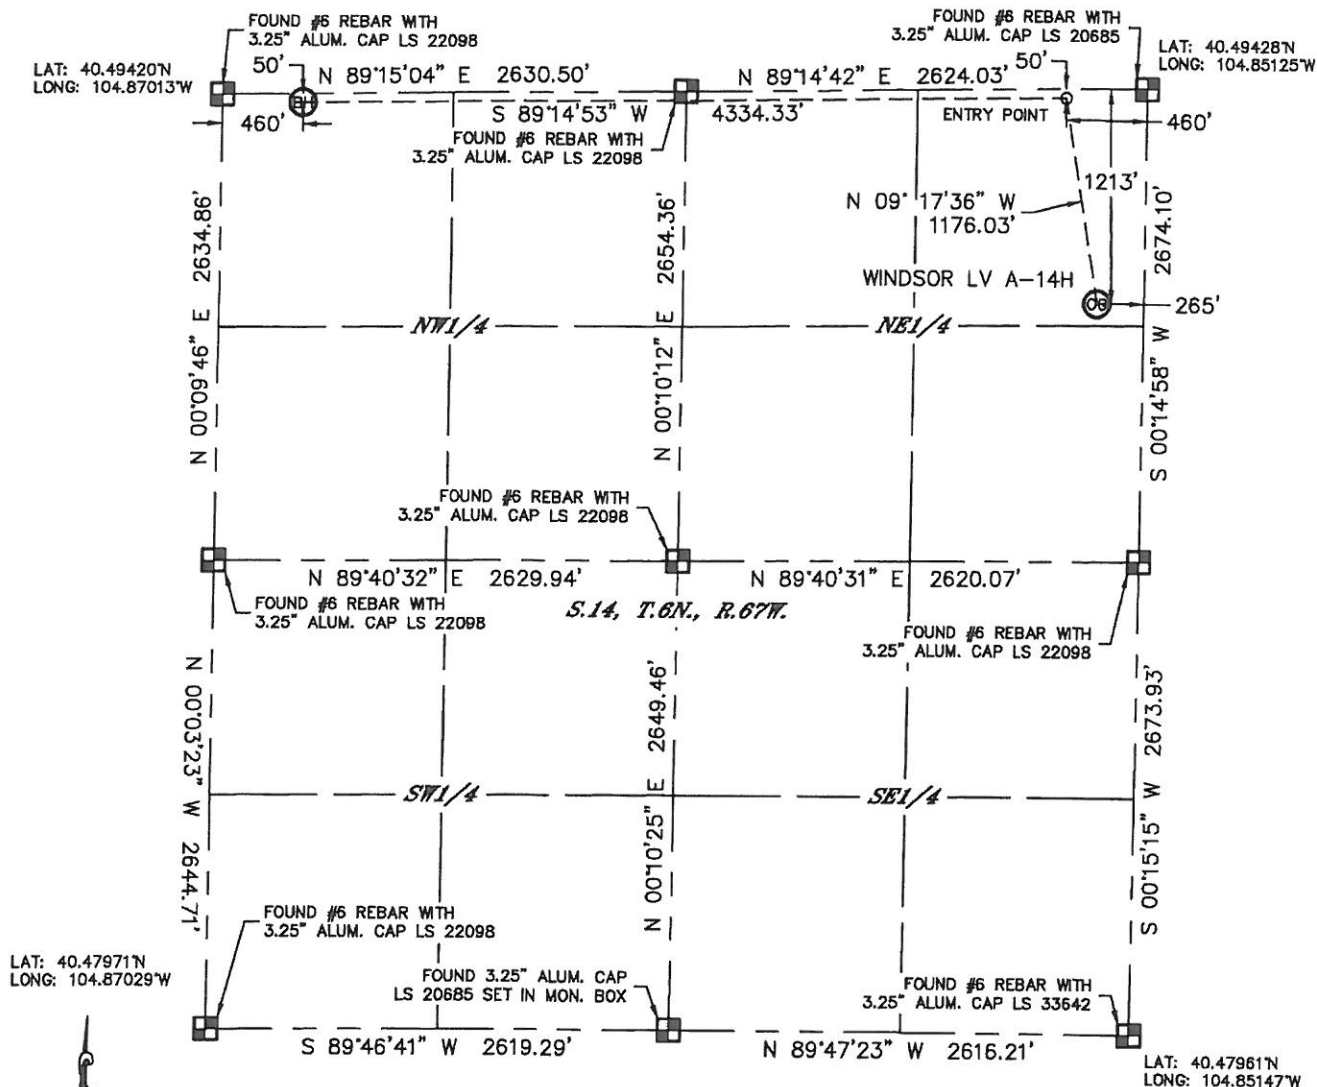 FOUND #6 REBAR WITH
3.25" ALUM. CAP LS 22098
FOUND #6 REBAR WITH
3.25" ALUM. CAP LS 20685
LAT: 40.49420°N
LONG: 104.87013°W
LAT: 40.49428°N
LONG: 104.85125°W
50'
N 89°15'04" E 2630.50'
N 89°14'42" E 2624.03'
50'
BH
S 89°14'53" W 4334.33'
ENTRY POINT
460'
460'
FOUND #6 REBAR WITH
3.25" ALUM. CAP LS 22098
N 00°09'46" E 2634.86'
N 00°10'12" E 2654.36'
1213'
N 09° 17'36" W
1176.03'
S 00°14'58" W 2674.10'
WINDSOR LV A-14H
265'
NW1/4
NE1/4
FOUND #6 REBAR WITH
3.25" ALUM. CAP LS 22098
N 89°40'32" E 2629.94'
N 89°40'31" E 2620.07'
FOUND #6 REBAR WITH
3.25" ALUM. CAP LS 22098
S.14, T.6N., R.67W.
FOUND #6 REBAR WITH
3.25" ALUM. CAP LS 22098
N 00°03'23" W 2644.71'
N 00°10'25" E 2649.46'
S 00°15'15" W 2673.93'
SW1/4
SE1/4
FOUND #6 REBAR WITH
3.25" ALUM. CAP LS 22098
LAT: 40.47971°N
LONG: 104.87029°W
FOUND 3.25" ALUM. CAP
LS 20685 SET IN MON. BOX
FOUND #6 REBAR WITH
3.25" ALUM. CAP LS 33642
S 89°46'41" W 2619.29'
N 89°47'23" W 2616.21'
LAT: 40.47961°N
LONG: 104.85147°W